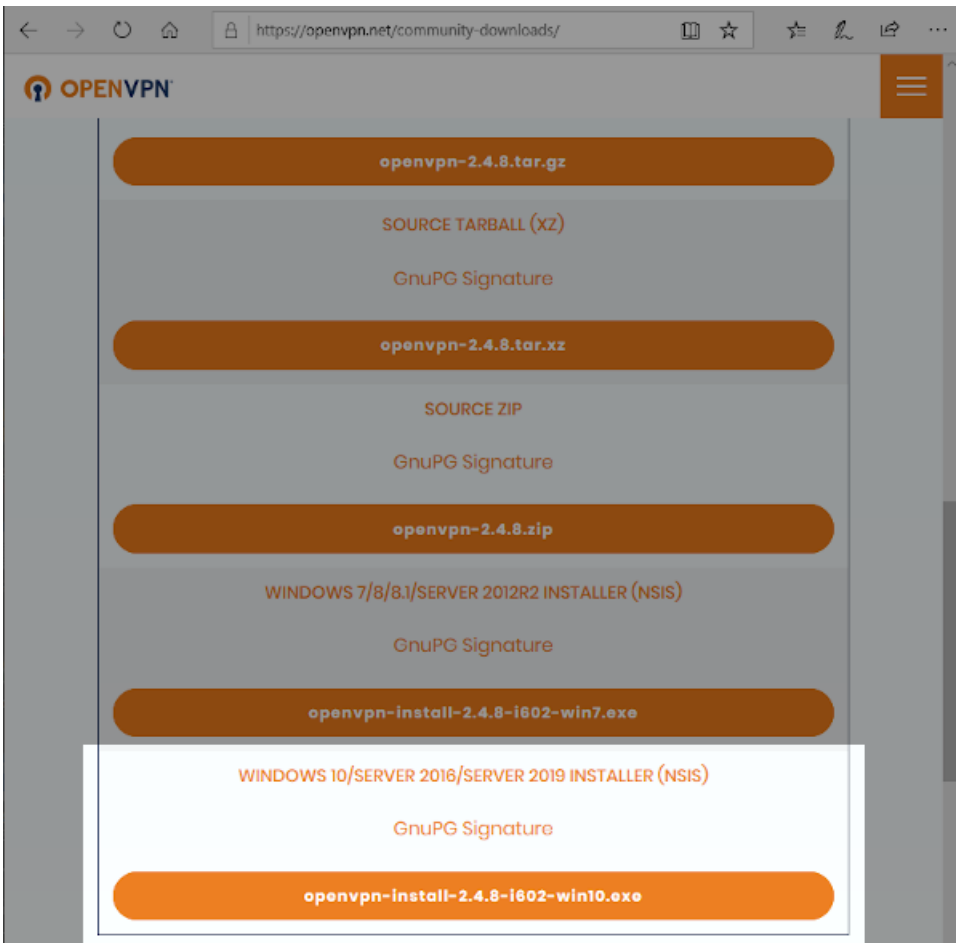 https://openvpn.net/community-downloads/
OPENVPN
openvpn-2.4.8.tar.gz
SOURCE TARBALL (XZ)
GnuPG Signature
openvpn-2.4.8.tar.xz
SOURCE ZIP
GnuPG Signature
openvpn-2.4.8.zip
WINDOWS 7/8/8.1/SERVER 2012R2 INSTALLER (NSIS)
GnuPG Signature
openvpn-install-2.4.8-i602-win7.exe
WINDOWS 10/SERVER 2016/SERVER 2019 INSTALLER (NSIS)
GnuPG Signature
openvpn-install-2.4.8-i602-win10.exe